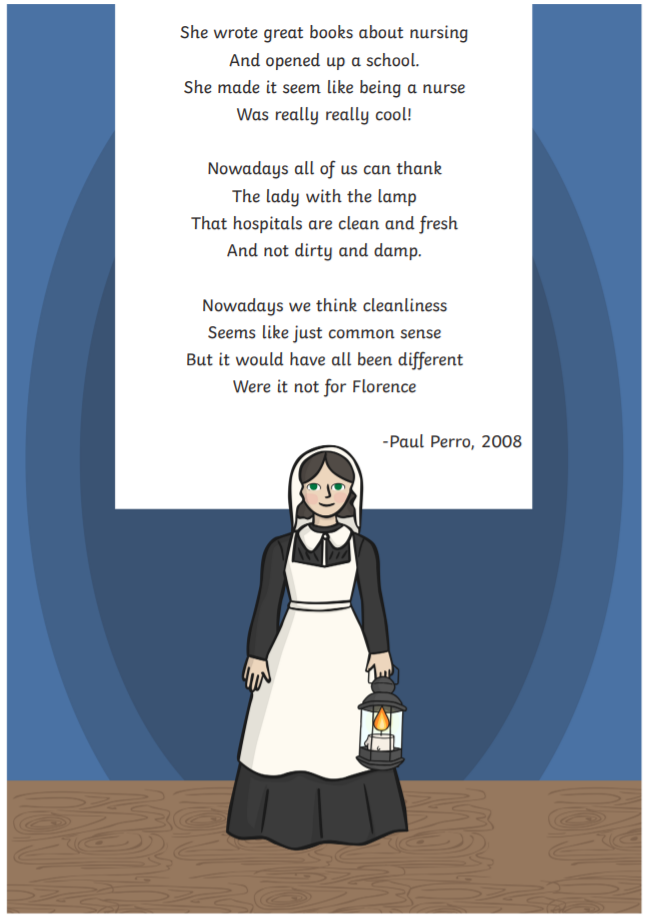 She wrote great books about nursing
And opened up a school.
She made it seem like being a nurse
Was really really cool!
Nowadays all of us can thank
The lady with the lamp
That hospitals are clean and fresh
And not dirty and damp.
Nowadays we think cleanliness
Seems like just common sense
But it would have all been different
Were it not for Florence
-Paul Perro, 2008